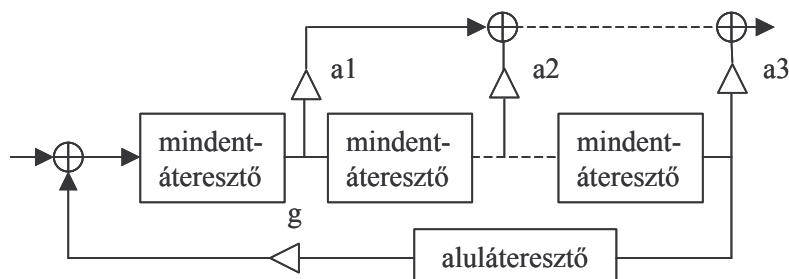 a1
a2
a3
mindent-
áteresztő
mindent-
áteresztő
mindent-
áteresztő
g
aluláteresztő